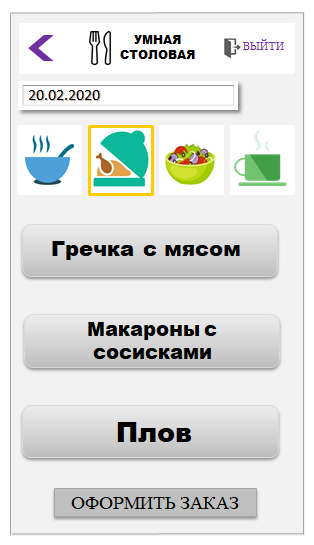 УМНАЯ
СТОЛОВАЯ
ВЫЙТИ
20.02.2020
Гречка с мясом
Макароны с
сосисками
Плов
ОФОРМИТЬ ЗАКАЗ